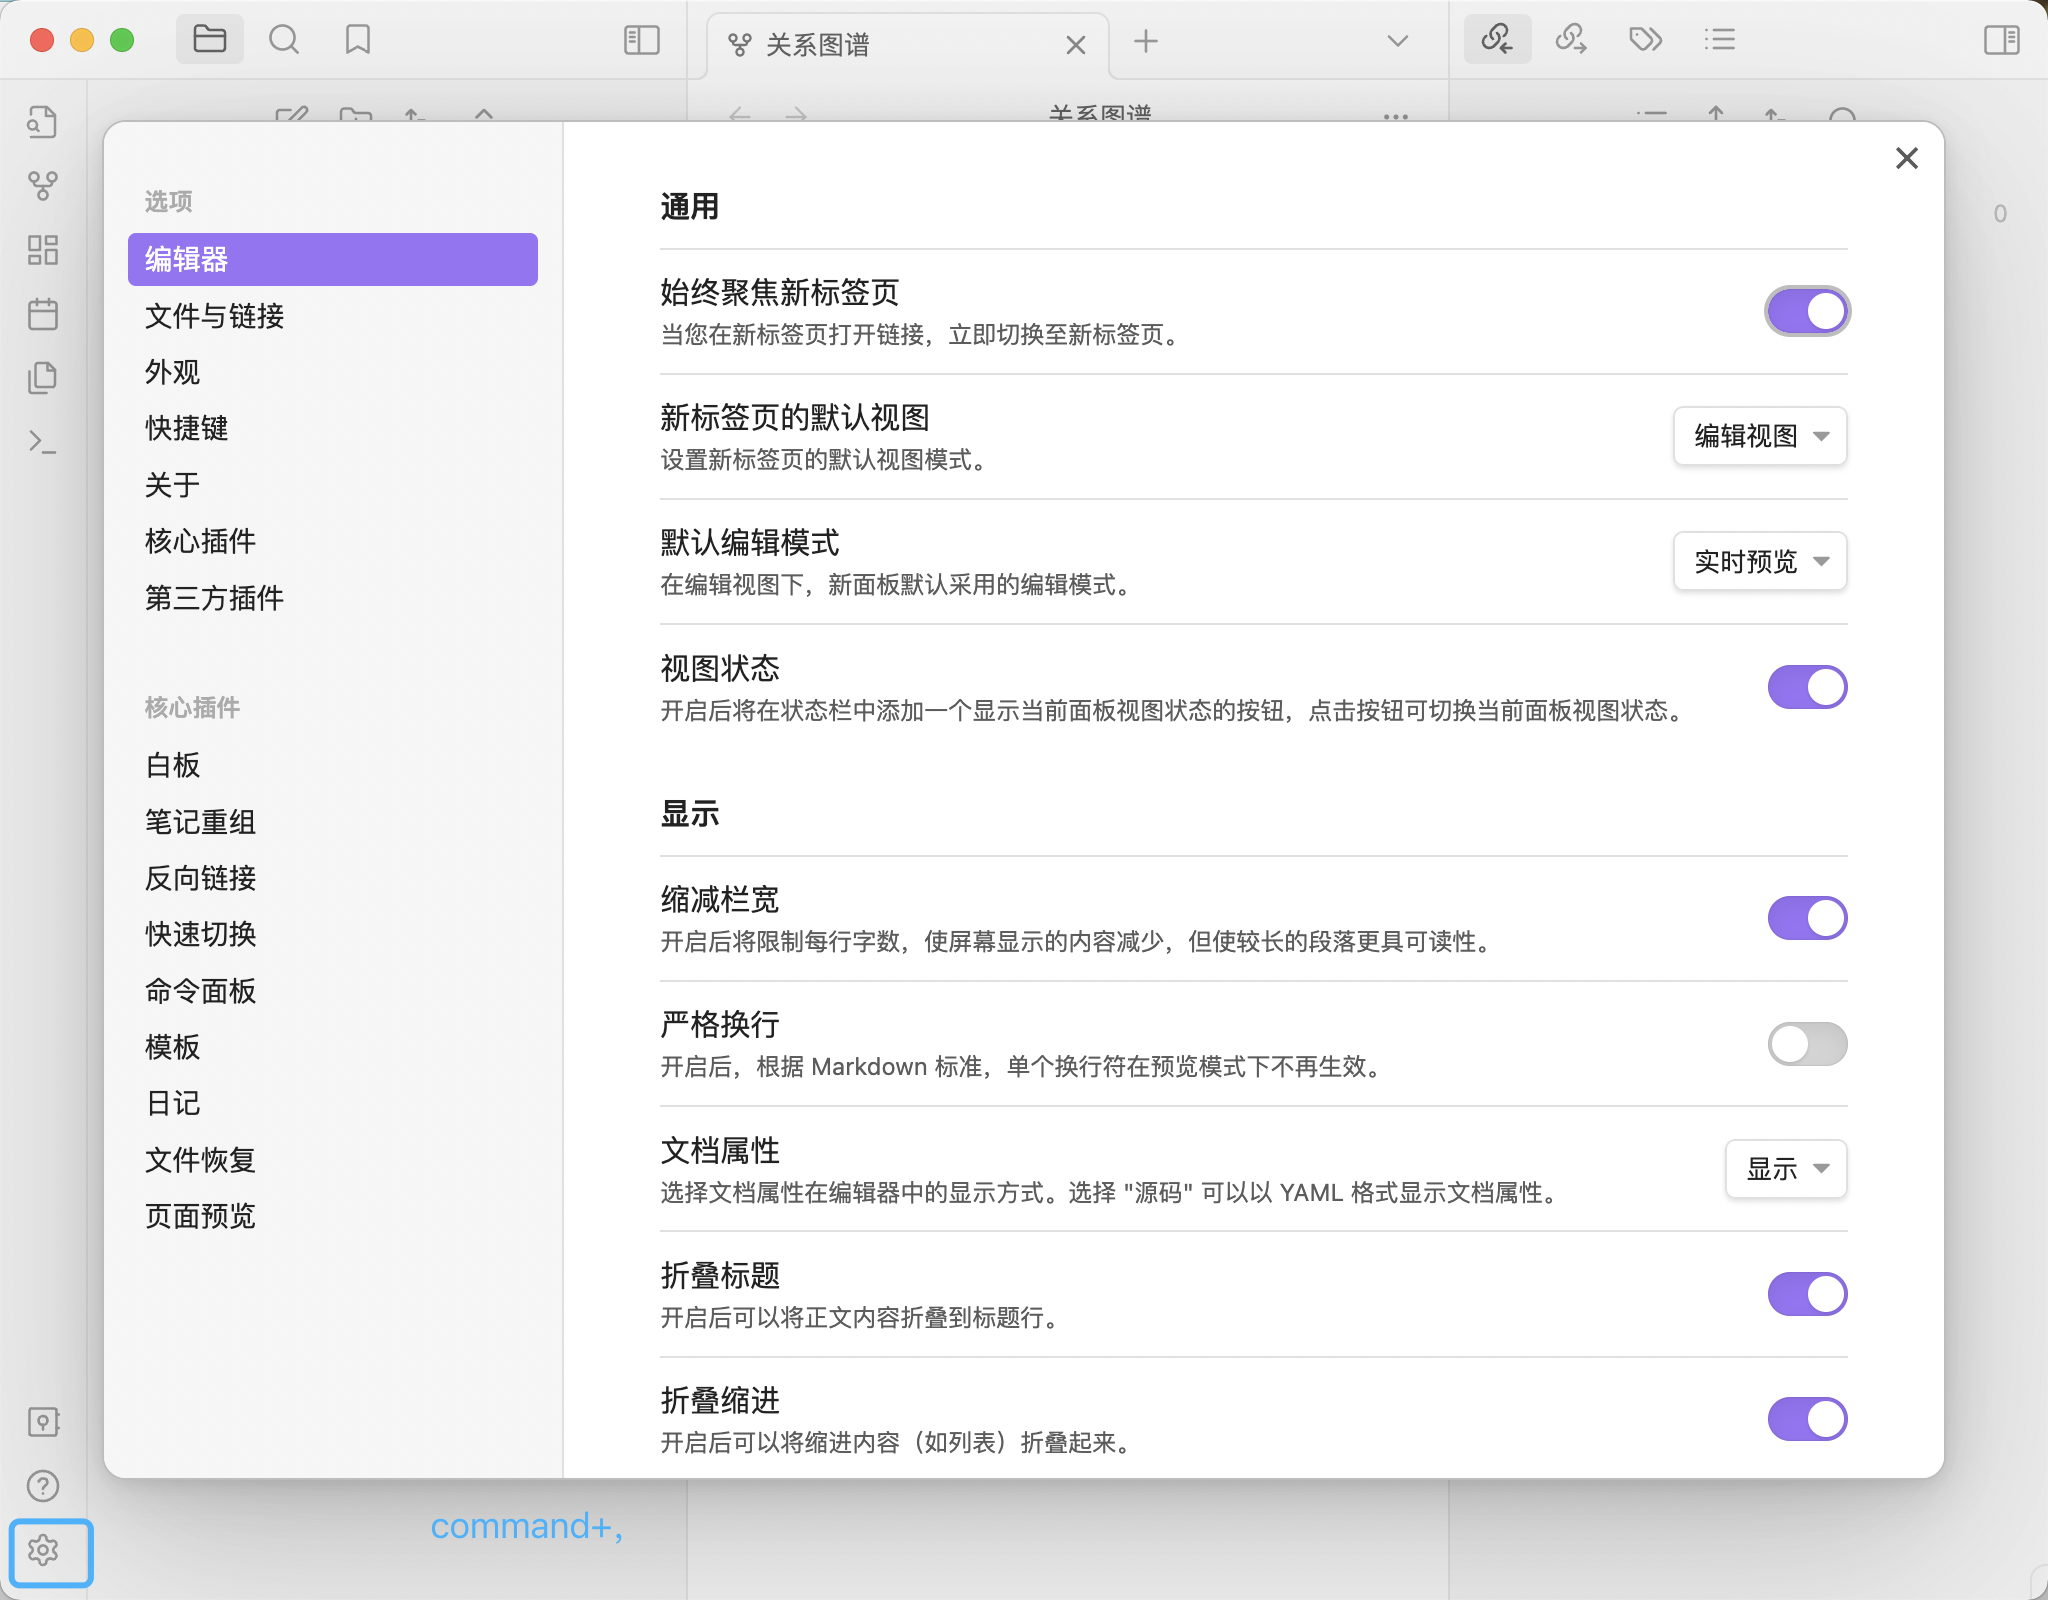 关系图谱
关系图谱
0
选项
编辑器
文件与链接
外观
快捷键
关于
核心插件
第三方插件
核心插件
白板
笔记重组
反向链接
快速切换
命令面板
模板
日记
文件恢复
页面预览
通用
始终聚焦新标签页
当您在新标签页打开链接，立即切换至新标签页。
新标签页的默认视图
设置新标签页的默认视图模式。
编辑视图
默认编辑模式
在编辑视图下，新面板默认采用的编辑模式。
实时预览
视图状态
开启后将在状态栏中添加一个显示当前面板视图状态的按钮，点击按钮可切换当前面板视图状态。
显示
缩减栏宽
开启后将限制每行字数，使屏幕显示的内容减少，但使较长的段落更具可读性。
严格换行
开启后，根据 Markdown 标准，单个换行符在预览模式下不再生效。
文档属性
选择文档属性在编辑器中的显示方式。选择 "源码" 可以以 YAML 格式显示文档属性。
显示
折叠标题
开启后可以将正文内容折叠到标题行。
折叠缩进
开启后可以将缩进内容（如列表）折叠起来。
command+,